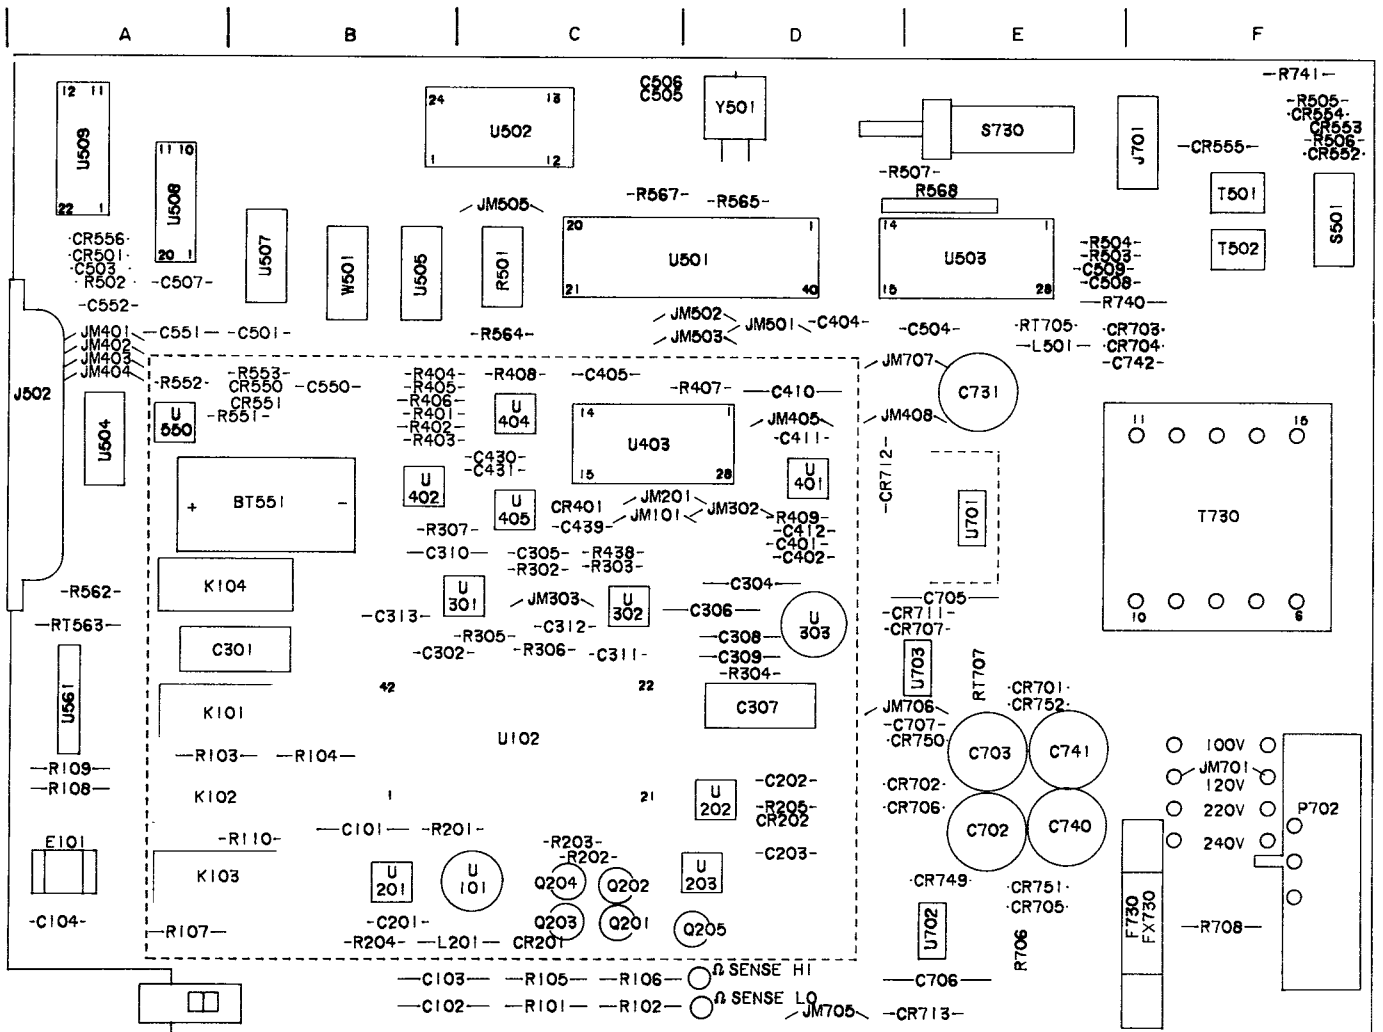 A B C D E F
-R741-
12 11
24 13
C506
C505
Y501
S730
J701
-R505-
-CR554-
CR553
-R506-
-CR552-
U509
U502
1 12
11 10
-CR555-
-R507-
R568
22 1
U508
20 1
JM505
-R567-
-R565-
T501
T502
S501
-CR556-
-CR501-
-C503-
-R502-
-C507-
-C552-
U507
W501
U505
R501
20 1
U501
21 40
14 1
U503
15 28
-R504-
-R503-
-C509-
-C508-
-R740-
JM401
JM402
JM403
JM404
-C551-
-C501-
-R564-
JM502
JM503
JM501
-C404-
-C504-
-RT705-
-L501-
-CR703-
-CR704-
-C742-
J502
-R552-
-R553-
CR550
CR551
-R551-
-C550-
-R404-
-R405-
-R406-
-R401-
-R402-
-R403-
-R408-
-C405-
-R407-
-C410-
JM707
C731
JM405
JM408
-C411-
U504
U
550
U
404
14 1
U403
15 28
11 15
T730
10 6
-C430-
-C431-
U
402
U
401
-CR712-
+ BT551 -
U
405
CR401
-C439-
JM201
JM101
JM302
-R409-
-C412-
-C401-
-C402-
U701
-R307-
-C310-
-C305-
-R302-
-R438-
-R303-
K104
-R562-
U
301
JM303
U
302
-C304-
-C306-
U
303
-C705-
-CR711-
-CR707-
-RT563-
-C313-
-C312-
-R305-
-R306-
-C302-
-C311-
-C308-
-C309-
-R304-
C301
U561
U703
RT707
-CR701-
-CR752-
42 22
K101
U102
C307
JM706
-C707-
-CR750-
C703
C741
-R103-
-R104-
-R109-
-R108-
K102
1 21
U
202
-C202-
-R205-
CR202
-CR702-
-CR706-
C702
C740
100V
JM701
120V
220V
240V
P702
E101
-R110-
-C101-
-R201-
-R203-
-R202-
-C203-
K103
U
201
U
101
Q204
Q202
U
203
-CR749-
-CR751-
-CR705-
-C104-
-R107-
-C201-
-R204-
-L201-
Q203
Q201
CR201
Q205
U702
R706
F730
FX730
-R708-
-C103-
-R105-
-R106-
Ω SENSE HI
-C706-
-C102-
-R101-
-R102-
Ω SENSE LO
JM705
-CR713-